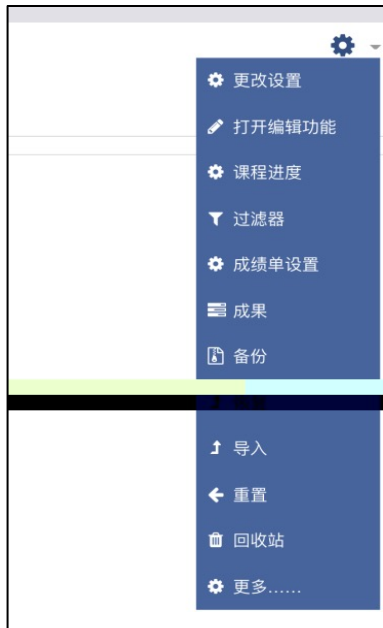 更改设置
打开编辑功能
课程进度
过滤器
成绩单设置
成果
备份
导入
重置
回收站
更多......